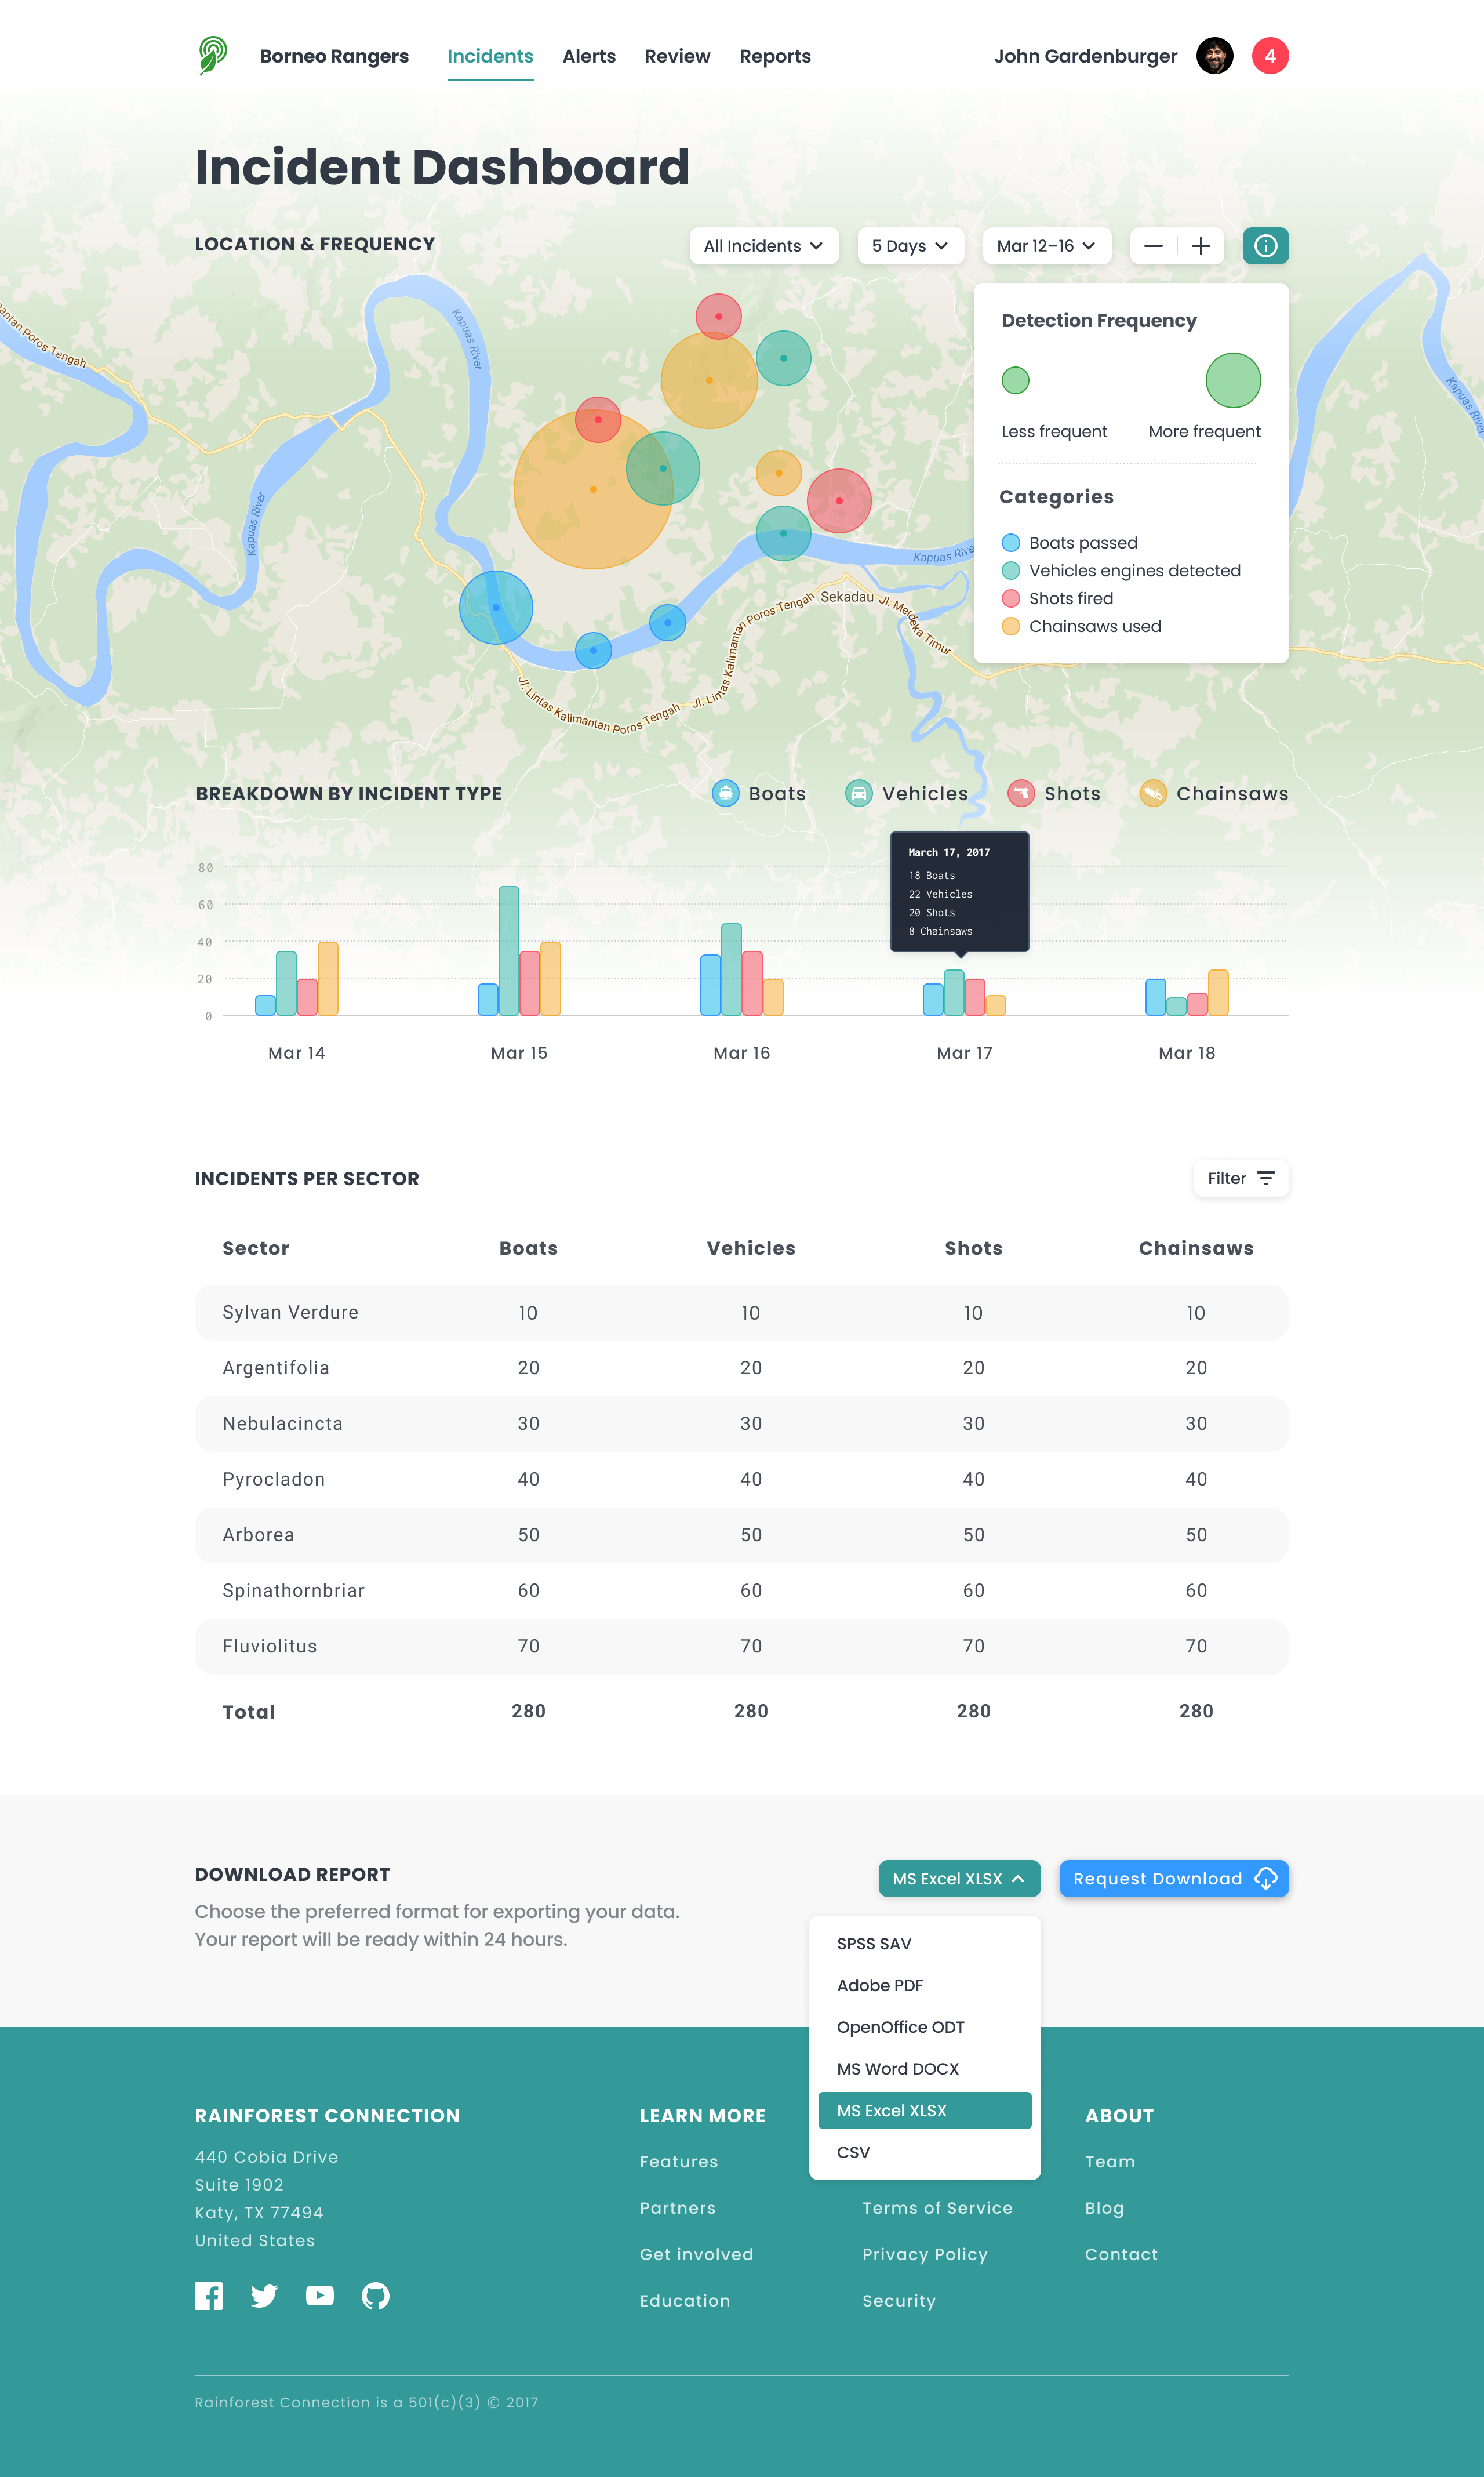 Borneo Rangers Incidents Alerts Review Reports John Gardenburger 4
Incident Dashboard
LOCATION & FREQUENCY All Incidents 5 Days Mar 12–16
Detection Frequency
Less frequent More frequent
Categories
Boats passed
Vehicles engines detected
Shots fired
Chainsaws used
antan Poros Tengah
Kapuas River
Kapuas River
Kapuas River
Kapuas Rive
Sekadau
Jl. Merdeka Timur
Jl. Lintas Kalimantan Poros Tengah
Jl. Lintas Kalimantan Poros Tengah
BREAKDOWN BY INCIDENT TYPE Boats Vehicles Shots Chainsaws
March 17, 2017
18 Boats
22 Vehicles
20 Shots
8 Chainsaws
80
60
40
20
0
Mar 14 Mar 15 Mar 16 Mar 17 Mar 18
INCIDENTS PER SECTOR Filter
Sector Boats Vehicles Shots Chainsaws
Sylvan Verdure 10 10 10 10
Argentifolia 20 20 20 20
Nebulacincta 30 30 30 30
Pyrocladon 40 40 40 40
Arborea 50 50 50 50
Spinathornbriar 60 60 60 60
Fluviolitus 70 70 70 70
Total 280 280 280 280
DOWNLOAD REPORT MS Excel XLSX Request Download
Choose the preferred format for exporting your data.
Your report will be ready within 24 hours.
SPSS SAV
Adobe PDF
OpenOffice ODT
MS Word DOCX
MS Excel XLSX
CSV
RAINFOREST CONNECTION
440 Cobia Drive
Suite 1902
Katy, TX 77494
United States
LEARN MORE
Features
Partners
Get involved
Education
Terms of Service
Privacy Policy
Security
ABOUT
Team
Blog
Contact
Rainforest Connection is a 501(c)(3) © 2017